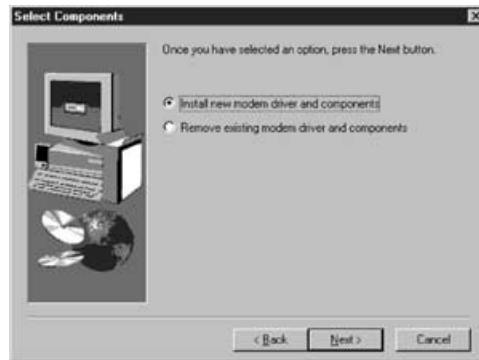 Select Components
Once you have selected an option, press the Next button.
Install new modem driver and components
Remove existing modem driver and components
< Back
Next >
Cancel